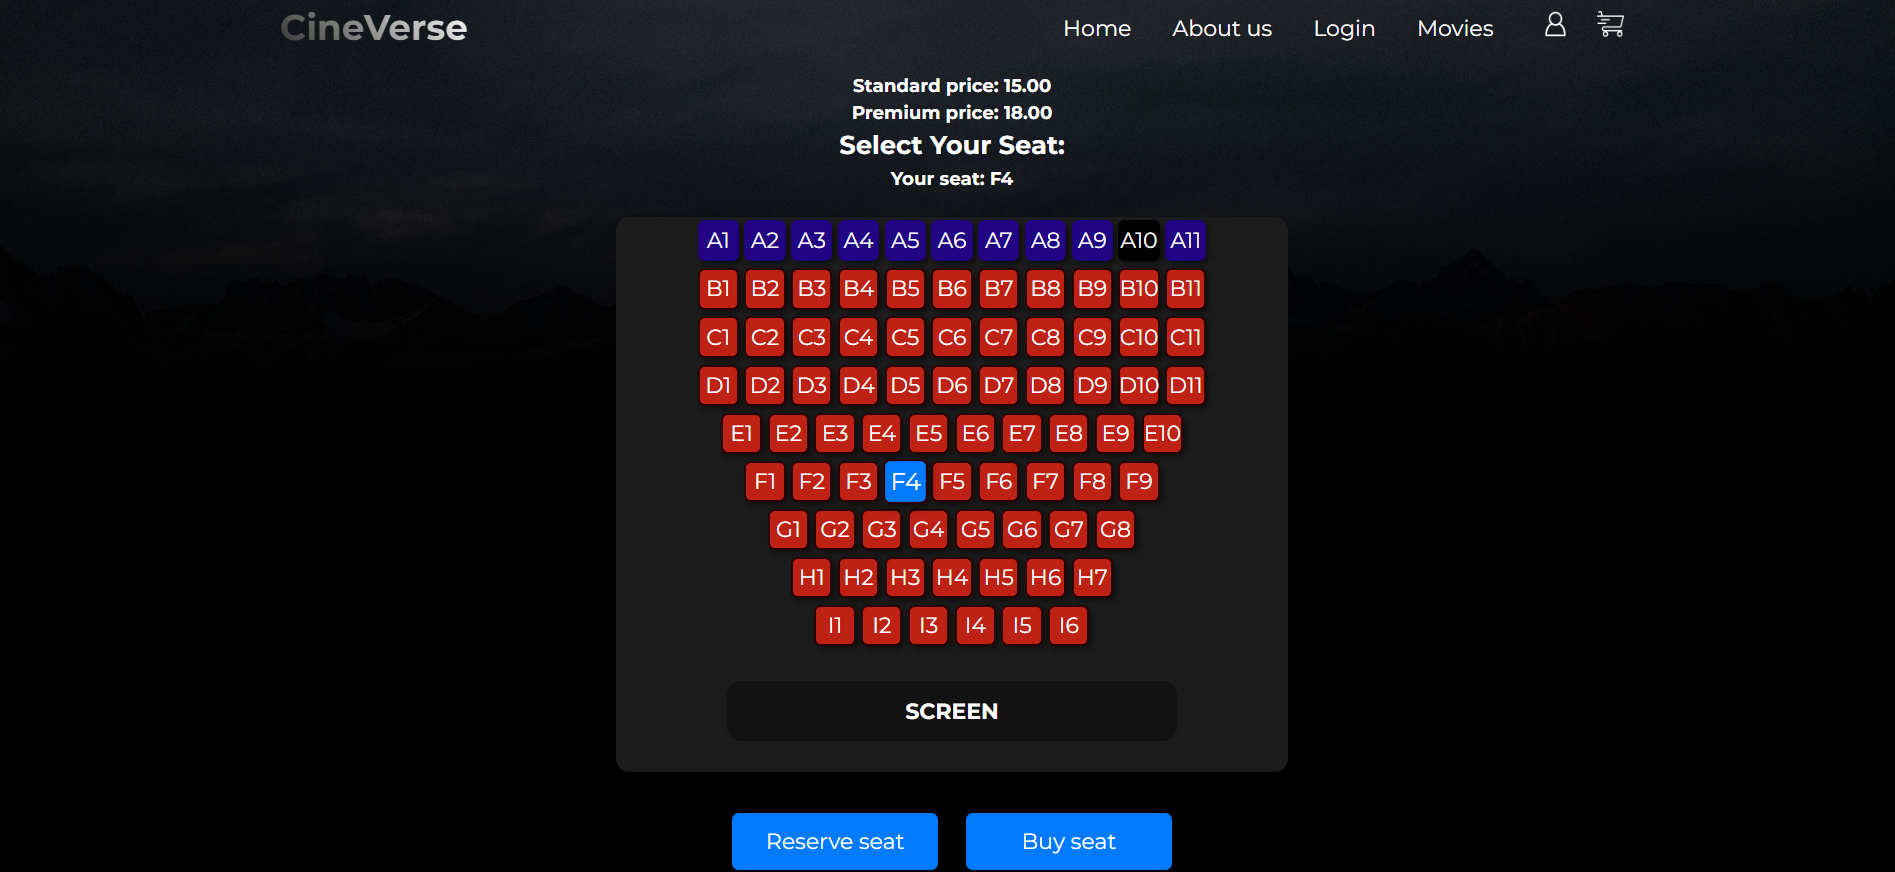 CineVerse Home About us Login Movies
Standard price: 15.00
Premium price: 18.00
Select Your Seat:
Your seat: F4
A1 A2 A3 A4 A5 A6 A7 A8 A9 A10 A11
B1 B2 B3 B4 B5 B6 B7 B8 B9 B10 B11
C1 C2 C3 C4 C5 C6 C7 C8 C9 C10 C11
D1 D2 D3 D4 D5 D6 D7 D8 D9 D10 D11
E1 E2 E3 E4 E5 E6 E7 E8 E9 E10
F1 F2 F3 F4 F5 F6 F7 F8 F9
G1 G2 G3 G4 G5 G6 G7 G8
H1 H2 H3 H4 H5 H6 H7
I1 I2 I3 I4 I5 I6
SCREEN
Reserve seat Buy seat